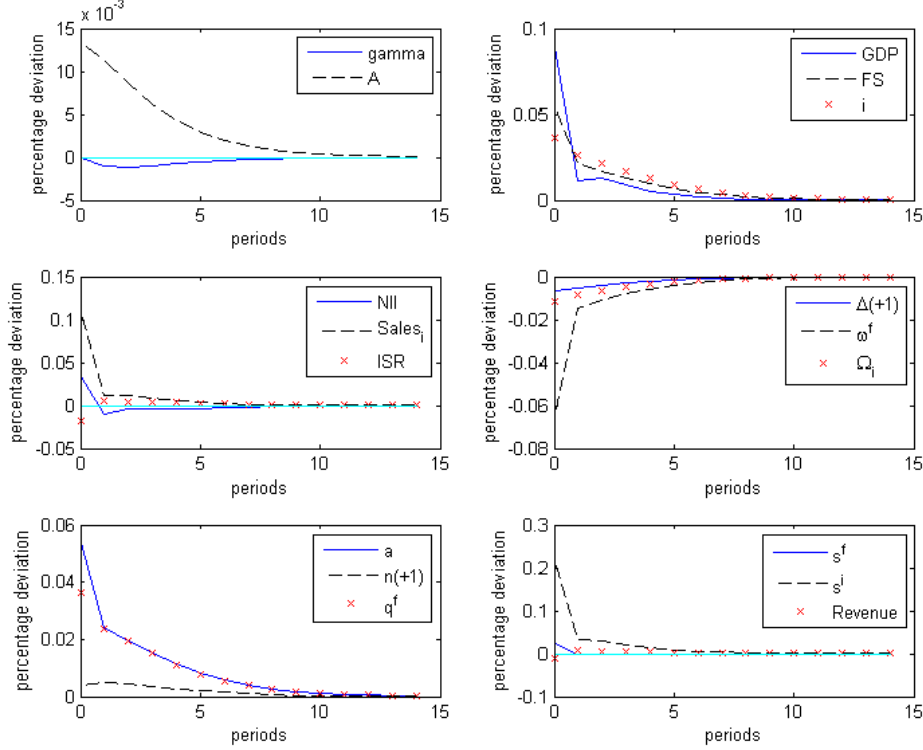 x 10^-3
15
10
5
0
-5
0 5 10 15
periods
percentage deviation
gamma
A
0.1
0.05
0
0 5 10 15
periods
percentage deviation
GDP
FS
i
0.15
0.1
0.05
0
-0.05
0 5 10 15
periods
percentage deviation
NII
Sales_i
ISR
0
-0.02
-0.04
-0.06
-0.08
0 5 10 15
periods
percentage deviation
Δ(+1)
ω^f
Ω_i
0.06
0.04
0.02
0
0 5 10 15
periods
percentage deviation
a
n(+1)
q^f
0.3
0.2
0.1
0
-0.1
0 5 10 15
periods
percentage deviation
s^f
s^i
Revenue